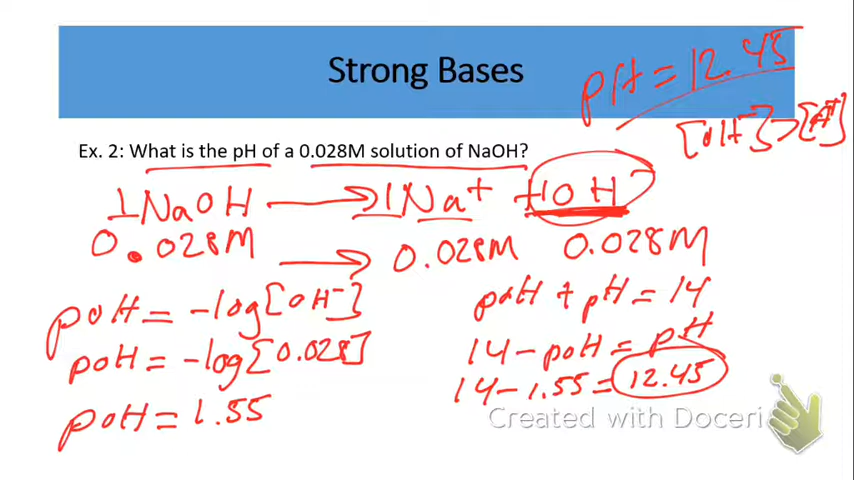 Strong Bases
pH = 12.45
[OH-] > [H+]
Ex. 2: What is the pH of a 0.028M solution of NaOH?
1NaOH → 1Na+ + 1OH-
0.028M → 0.028M 0.028M
pOH = -log[OH-]
pOH = -log[0.028]
pOH = 1.55
pOH + pH = 14
14 - pOH = pH
14 - 1.55 = 12.45
Created with Doceri